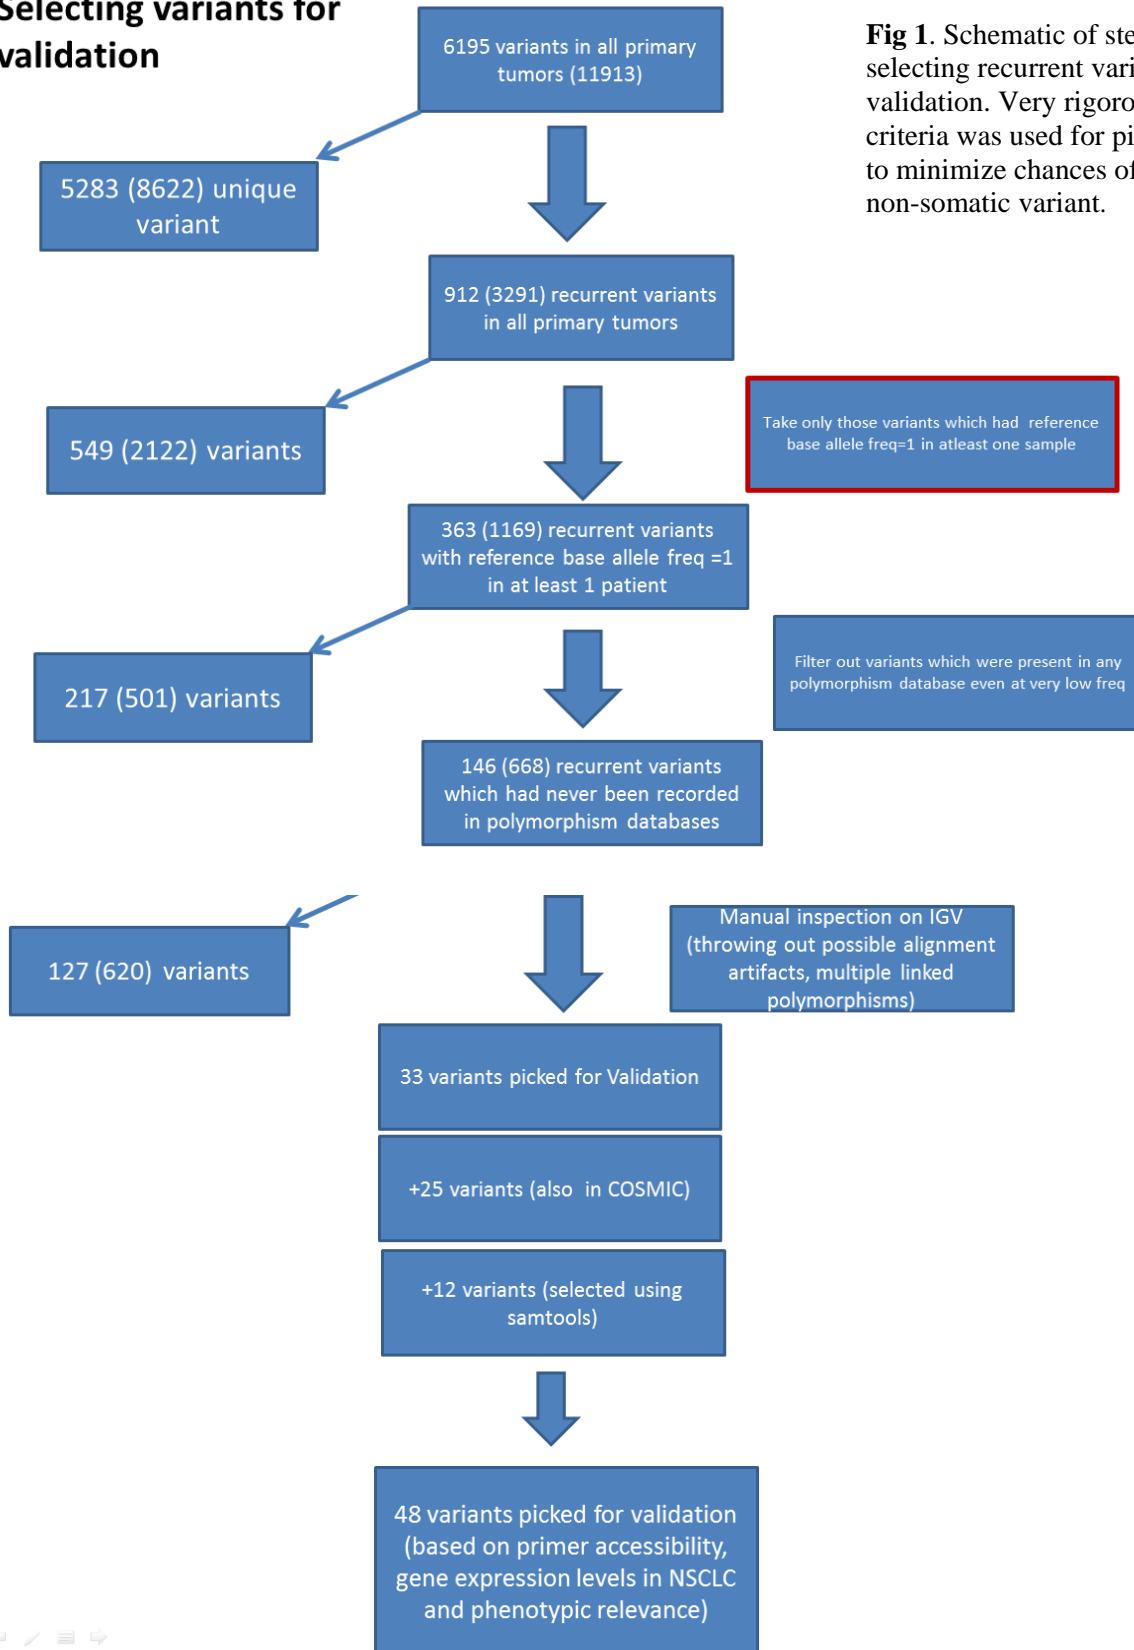 Selecting variants for
validation
6195 variants in all primary
tumors (11913)
Fig 1. Schematic of
selecting recurrent
validation. Very
criteria was used for
to minimize chances of
non-somatic variant.
5283 (8622) unique
variant
912 (3291) recurrent variants
in all primary tumors
549 (2122) variants
Take only those variants which had reference
base allele freq=1 in atleast one sample
363 (1169) recurrent variants
with reference base allele freq =1
in at least 1 patient
217 (501) variants
Filter out variants which were present in any
polymorphism database even at very low freq
146 (668) recurrent variants
which had never been recorded
in polymorphism databases
127 (620) variants
Manual inspection on IGV
(throwing out possible alignment
artifacts, multiple linked
polymorphisms)
33 variants picked for Validation
+25 variants (also in COSMIC)
+12 variants (selected using
samtools)
48 variants picked for validation
(based on primer accessibility,
gene expression levels in NSCLC
and phenotypic relevance)